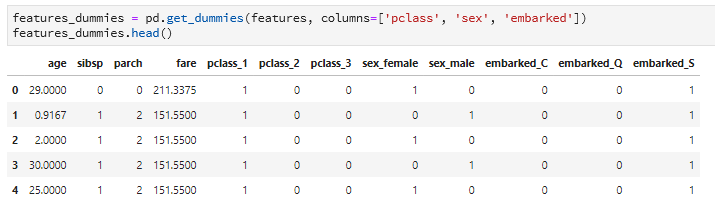 features_dummies = pd.get_dummies(features, columns=['pclass', 'sex', 'embarked'])
features_dummies.head()
age sibsp parch fare pclass_1 pclass_2 pclass_3 sex_female sex_male embarked_C embarked_Q embarked_S
0 29.0000 0 0 211.3375 1 0 0 1 0 0 0 1
1 0.9167 1 2 151.5500 1 0 0 0 1 0 0 1
2 2.0000 1 2 151.5500 1 0 0 1 0 0 0 1
3 30.0000 1 2 151.5500 1 0 0 0 1 0 0 1
4 25.0000 1 2 151.5500 1 0 0 1 0 0 0 1